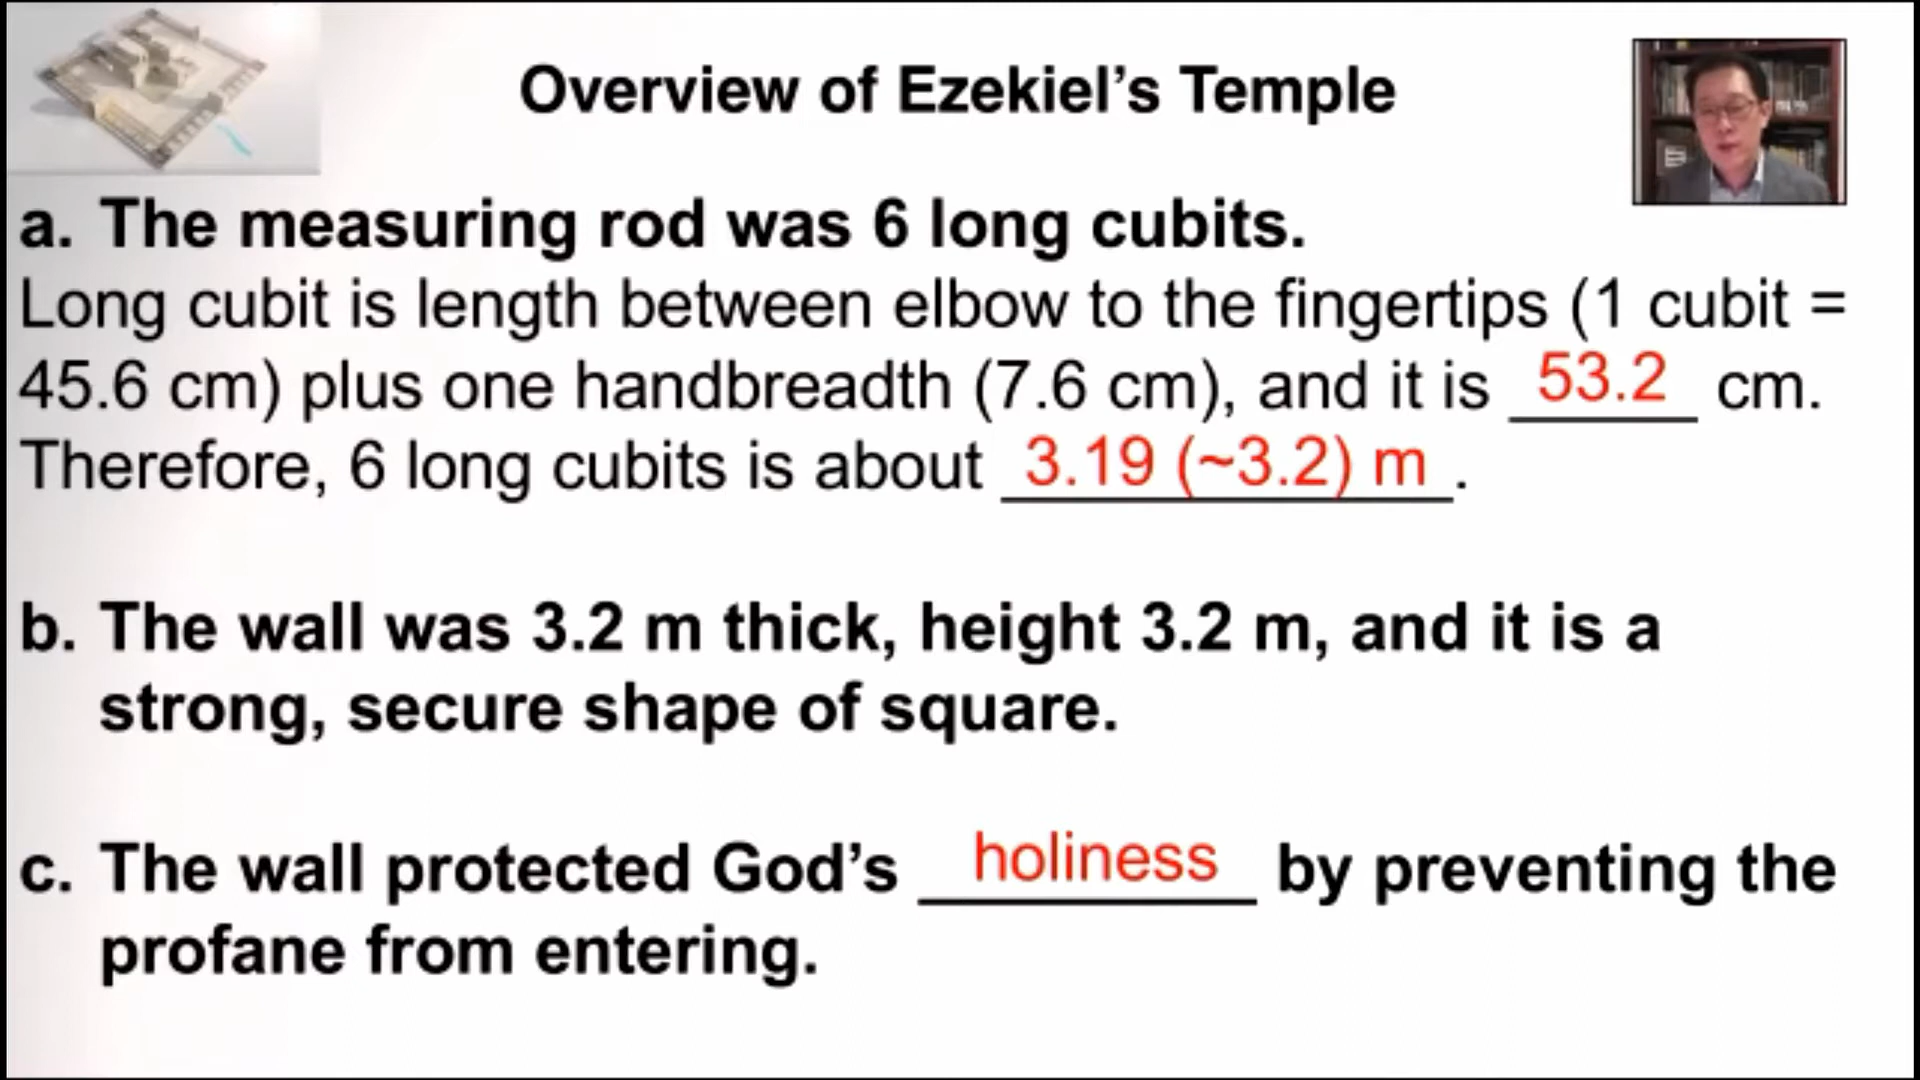 Overview of Ezekiel's Temple
a. The measuring rod was 6 long cubits.
Long cubit is length between elbow to the fingertips (1 cubit =
45.6 cm) plus one handbreadth (7.6 cm), and it is 53.2 cm.
Therefore, 6 long cubits is about 3.19 (~3.2) m.
b. The wall was 3.2 m thick, height 3.2 m, and it is a
strong, secure shape of square.
c. The wall protected God's holiness by preventing the
profane from entering.